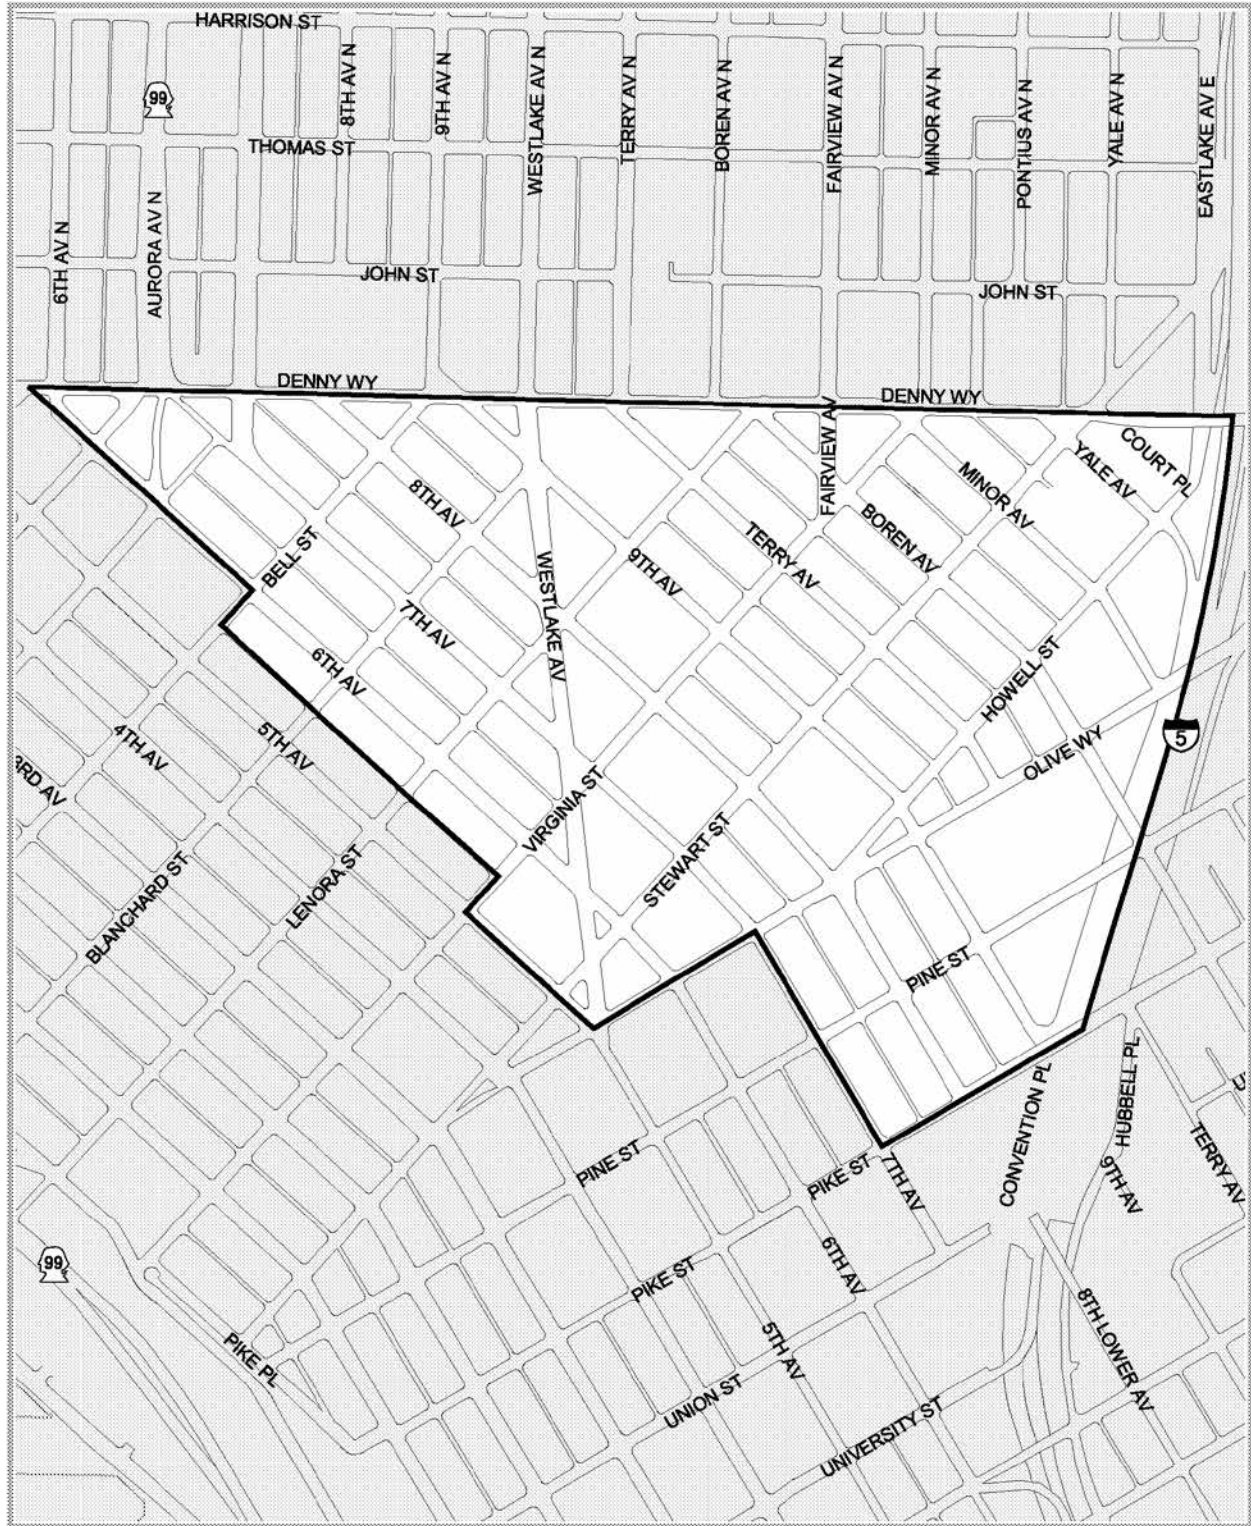 HARRISON ST
99
8TH AV N
9TH AV N
WESTLAKE AV N
TERRY AV N
BOREN AV N
FAIRVIEW AV N
MINOR AV N
PONTIUS AV N
YALE AV N
EASTLAKE AV E
THOMAS ST
6TH AV N
AURORA AV N
JOHN ST
JOHN ST
DENNY WY
DENNY WY
FAIRVIEW AV
COURT PL
YALE AV
MINOR AV
8TH AV
BOREN AV
BELL ST
TERRY AV
9TH AV
WESTLAKE AV
7TH AV
6TH AV
HOWELL ST
4TH AV
5TH AV
OLIVE WY
5
3RD AV
VIRGINIA ST
STEWART ST
BLANCHARD ST
LENORA ST
PINE ST
CONVENTION PL
HUBBELL PL
PINE ST
PIKE ST
7TH AV
9TH AV
TERRY AV
99
PIKE ST
6TH AV
8TH LOWER AV
PIKE PL
5TH AV
UNION ST
UNIVERSITY ST